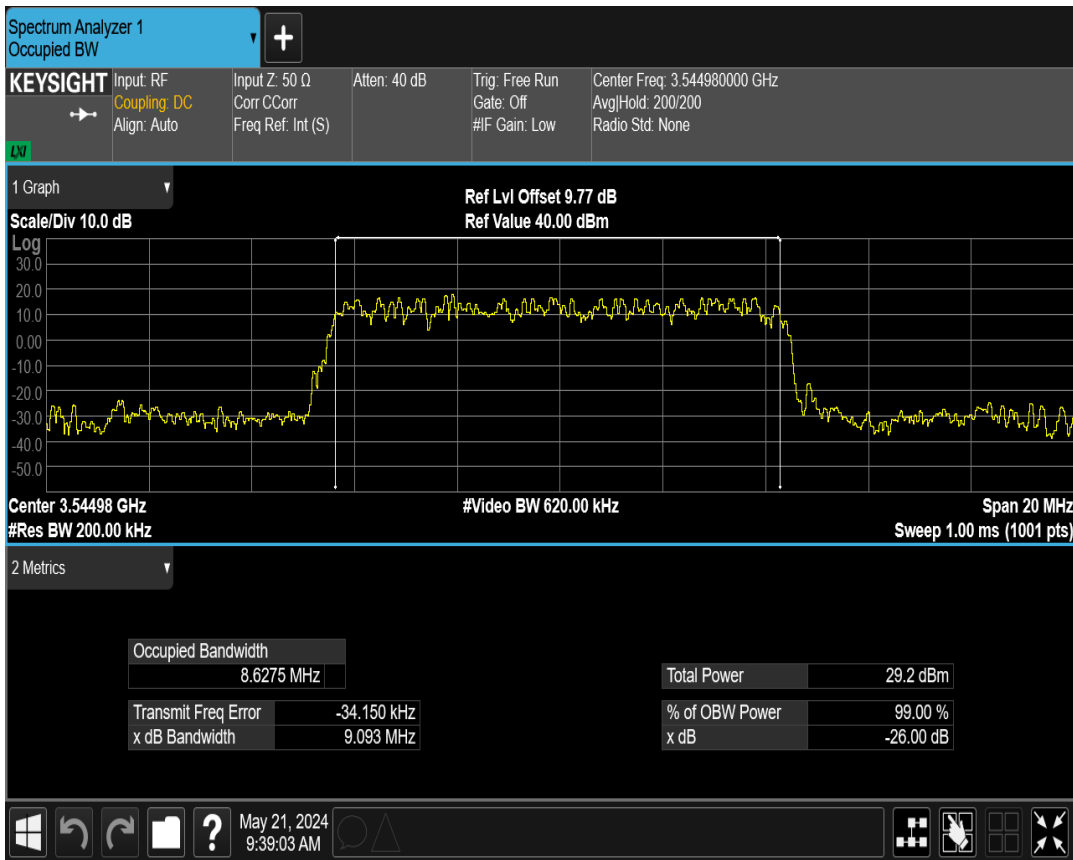 Spectrum Analyzer 1
Occupied BW
KEYSIGHT
LXI
Input: RF
Coupling: DC
Align: Auto
Input Z: 50 Ω
Corr CCorr
Freq Ref: Int (S)
Atten: 40 dB
Trig: Free Run
Gate: Off
#IF Gain: Low
Center Freq: 3.544980000 GHz
Avg|Hold: 200/200
Radio Std: None
1 Graph
Scale/Div 10.0 dB
Ref Lvl Offset 9.77 dB
Ref Value 40.00 dBm
Log
30.0
20.0
10.0
0.00
-10.0
-20.0
-30.0
-40.0
-50.0
Center 3.54498 GHz
#Video BW 620.00 kHz
Span 20 MHz
#Res BW 200.00 kHz
Sweep 1.00 ms (1001 pts)
2 Metrics
Occupied Bandwidth
8.6275 MHz
Total Power 29.2 dBm
Transmit Freq Error -34.150 kHz
% of OBW Power 99.00 %
x dB Bandwidth 9.093 MHz
x dB -26.00 dB
?
May 21, 2024
9:39:03 AM